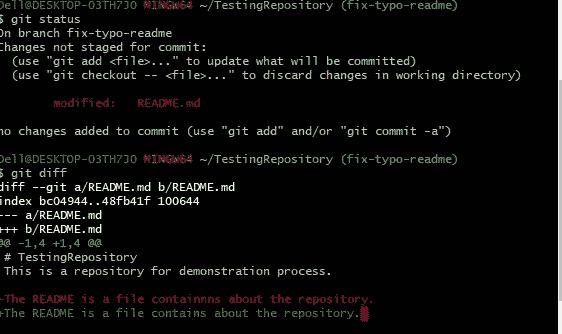 Dell@DESKTOP-O3TH7JO MINGW64 ~/TestingRepository (fix-typo-readme)
$ git status
On branch fix-typo-readme
Changes not staged for commit:
  (use "git add <file>..." to update what will be committed)
  (use "git checkout -- <file>..." to discard changes in working directory)
        modified:   README.md
no changes added to commit (use "git add" and/or "git commit -a")
Dell@DESKTOP-O3TH7JO MINGW64 ~/TestingRepository (fix-typo-readme)
$ git diff
diff --git a/README.md b/README.md
index bc04944..48fb41f 100644
--- a/README.md
+++ b/README.md
@@ -1,4 +1,4 @@
 # TestingRepository
 This is a repository for demonstration process.
-The README is a file containnns about the repository.
+The README is a file contains about the repository.